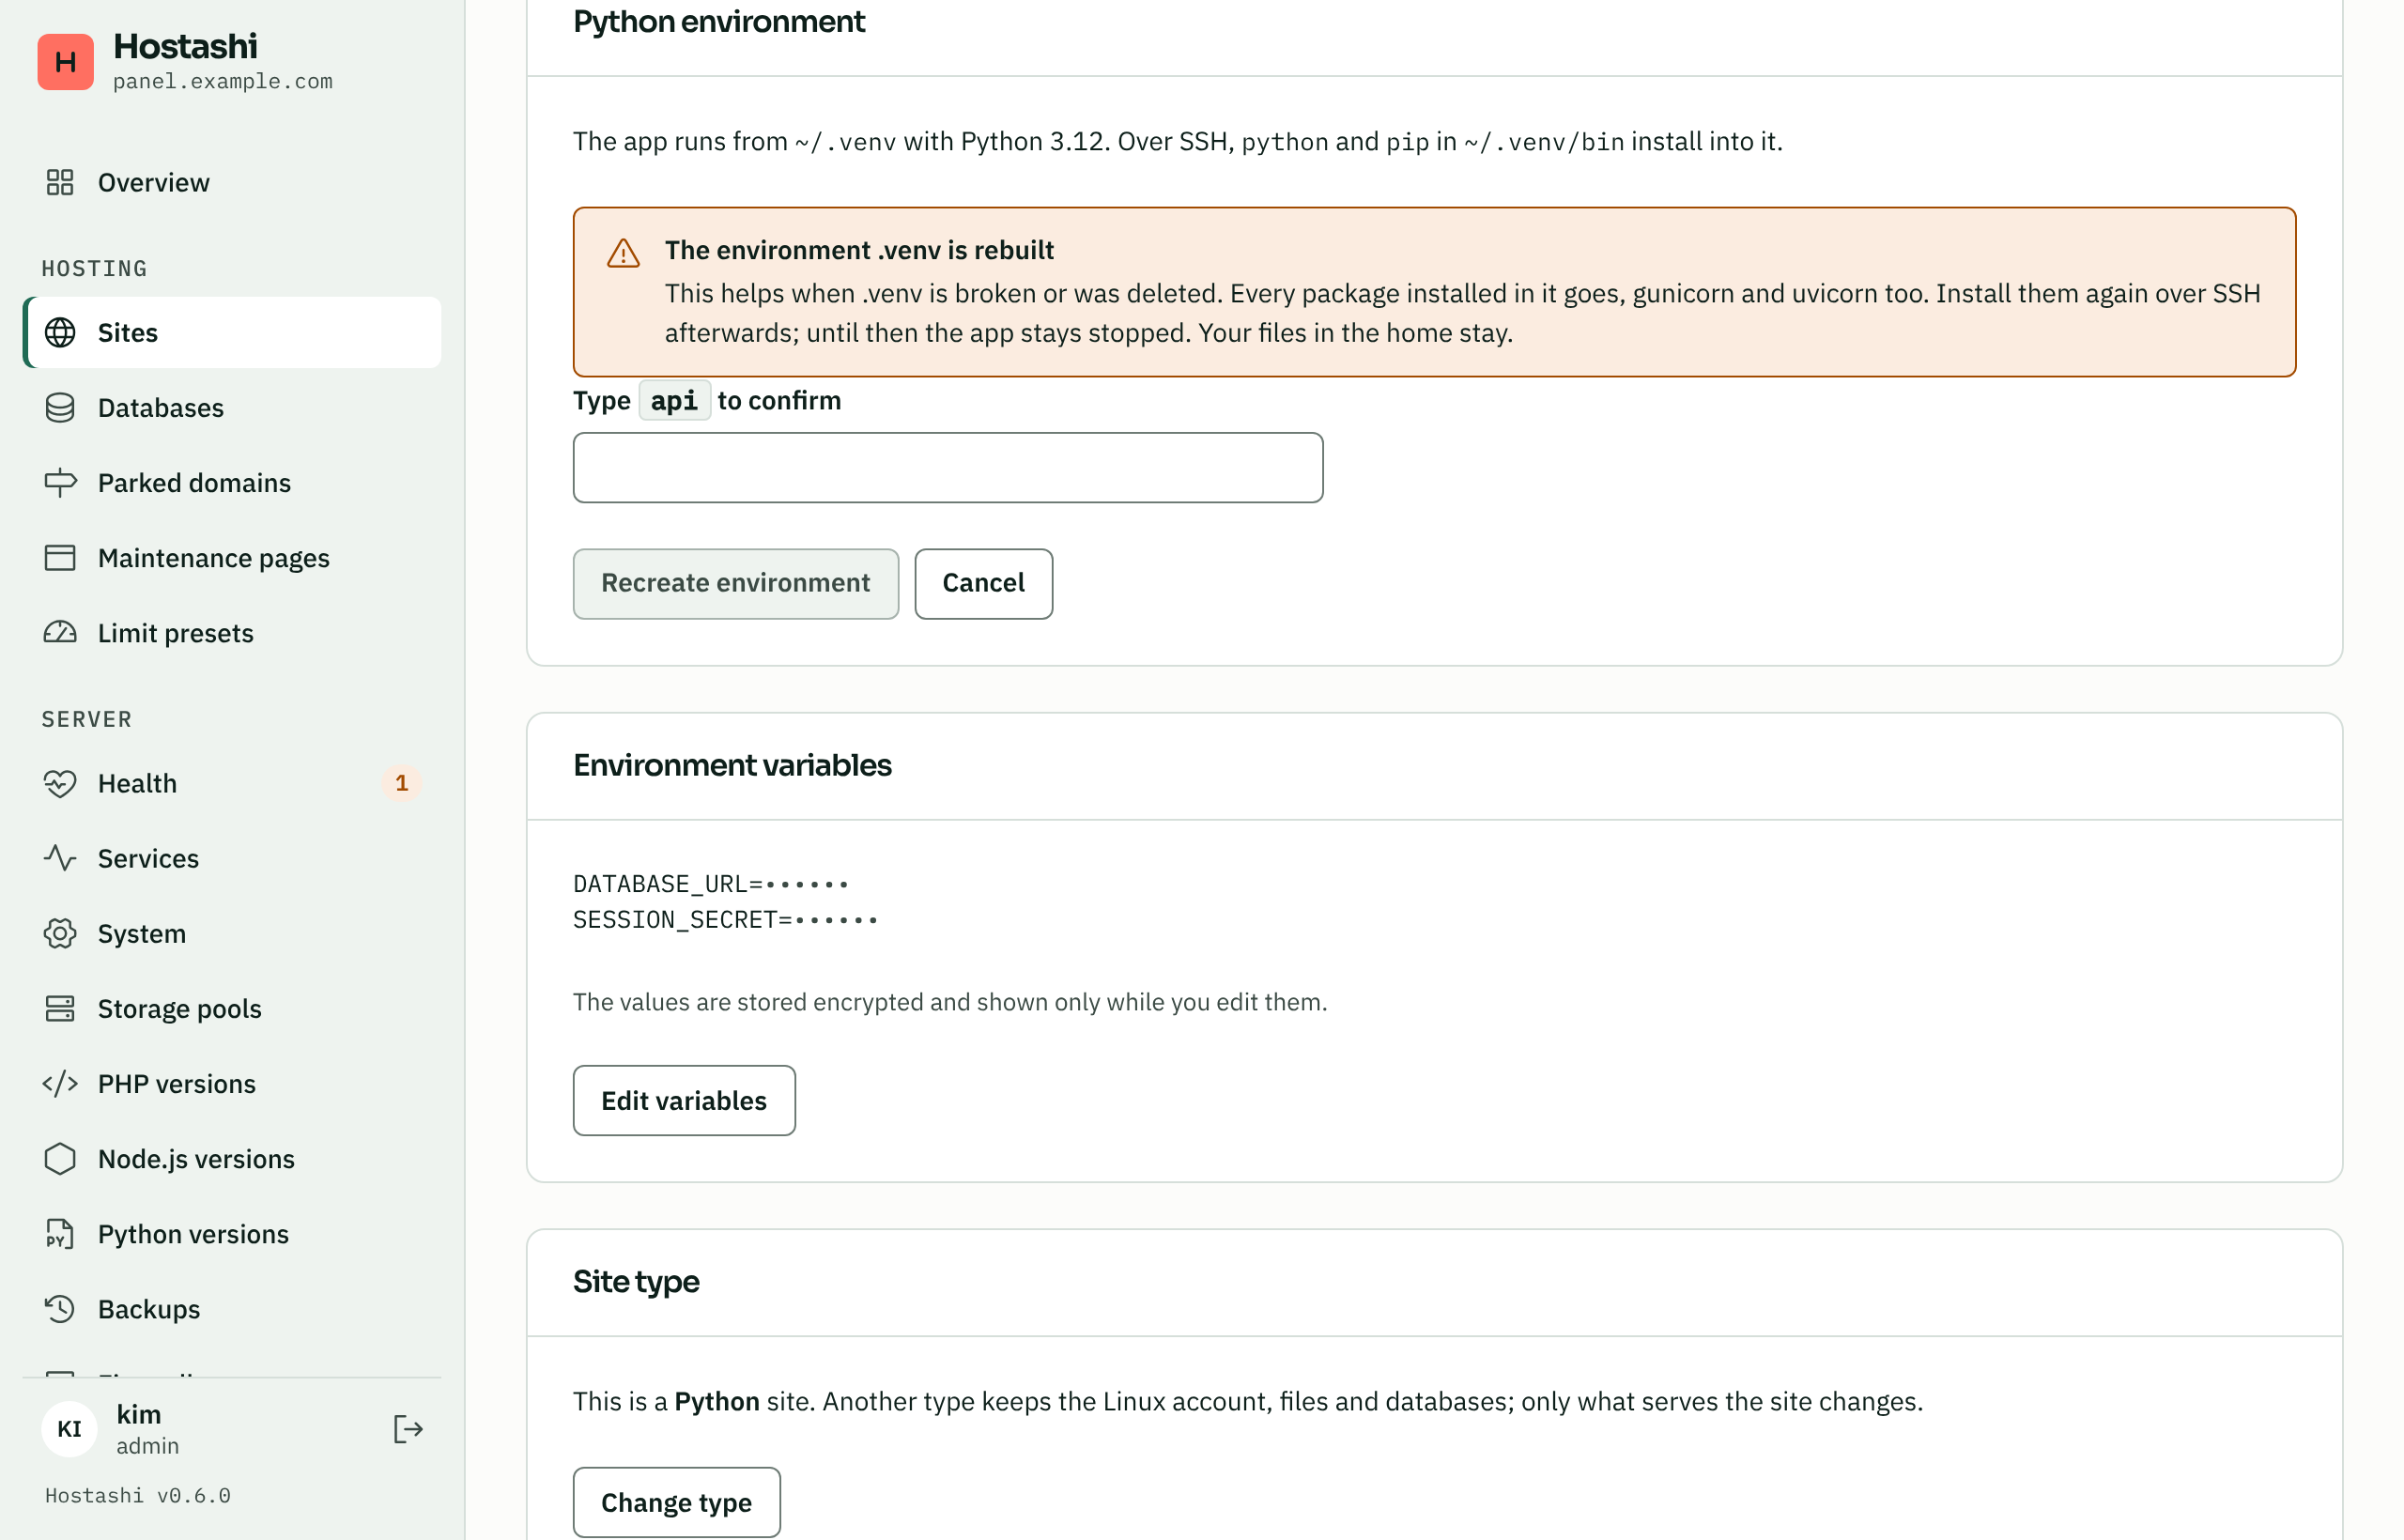 H
Hostashi
panel.example.com
Overview
HOSTING
Sites
Databases
Parked domains
Maintenance pages
Limit presets
SERVER
Health 1
Services
System
Storage pools
PHP versions
Node.js versions
PY Python versions
Backups
KI
kim
admin
Hostashi v0.6.0
Python environment
The app runs from ~/.venv with Python 3.12. Over SSH, python and pip in ~/.venv/bin install into it.
The environment .venv is rebuilt
This helps when .venv is broken or was deleted. Every package installed in it goes, gunicorn and uvicorn too. Install them again over SSH
afterwards; until then the app stays stopped. Your files in the home stay.
Type api to confirm
Recreate environment Cancel
Environment variables
DATABASE_URL=••••••
SESSION_SECRET=••••••
The values are stored encrypted and shown only while you edit them.
Edit variables
Site type
This is a Python site. Another type keeps the Linux account, files and databases; only what serves the site changes.
Change type